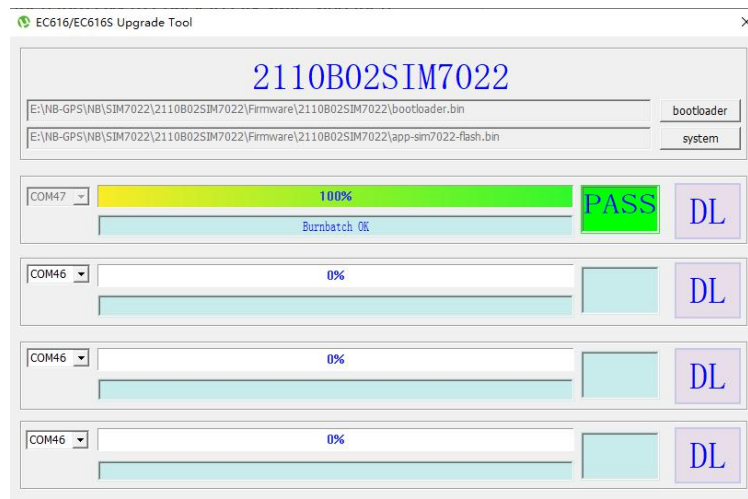 EC616/EC616S Upgrade Tool
2110B02SIM7022
E:\NB-GPS\NB\SIM7022\2110B02SIM7022\Firmware\2110B02SIM7022\bootloader.bin bootloader
E:\NB-GPS\NB\SIM7022\2110B02SIM7022\Firmware\2110B02SIM7022\app-sim7022-flash.bin system
COM47 100% PASS DL
Burnbatch OK
COM46 0% DL
COM46 0% DL
COM46 0% DL